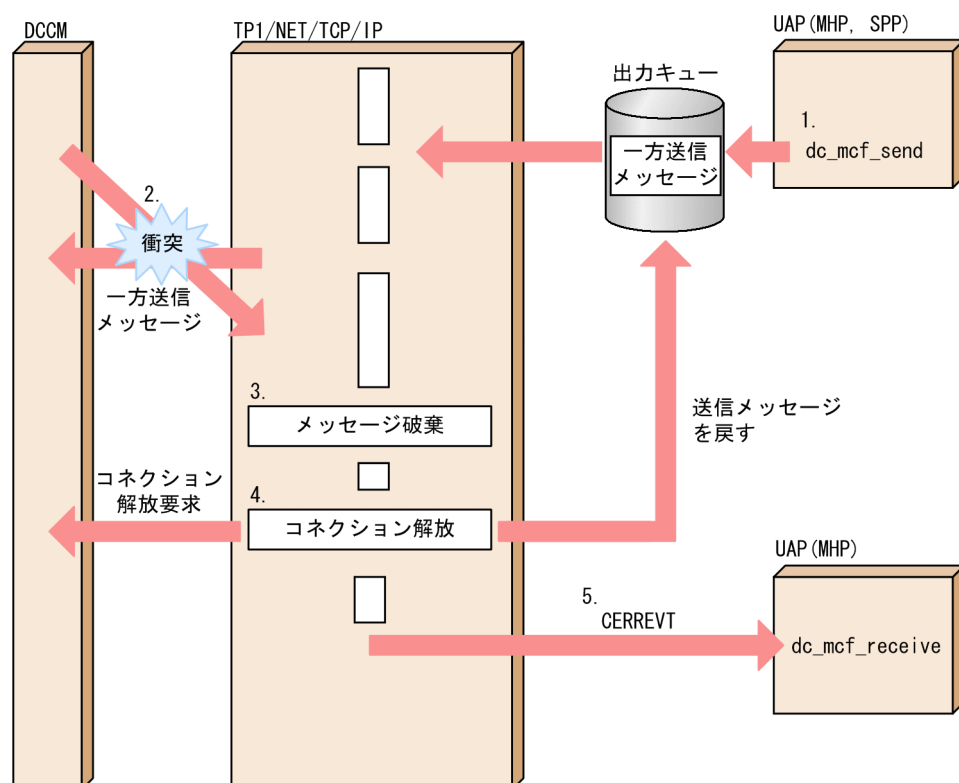 DCCM
TP1/NET/TCP/IP
UAP(MHP, SPP)
出力キュー
1.
dc_mcf_send
一方送信
メッセージ
2.
衝突
一方送信
メッセージ
3.
メッセージ破棄
送信メッセージ
を戻す
コネクション
解放要求
4.
コネクション解放
UAP(MHP)
5.
CERREVT
dc_mcf_receive